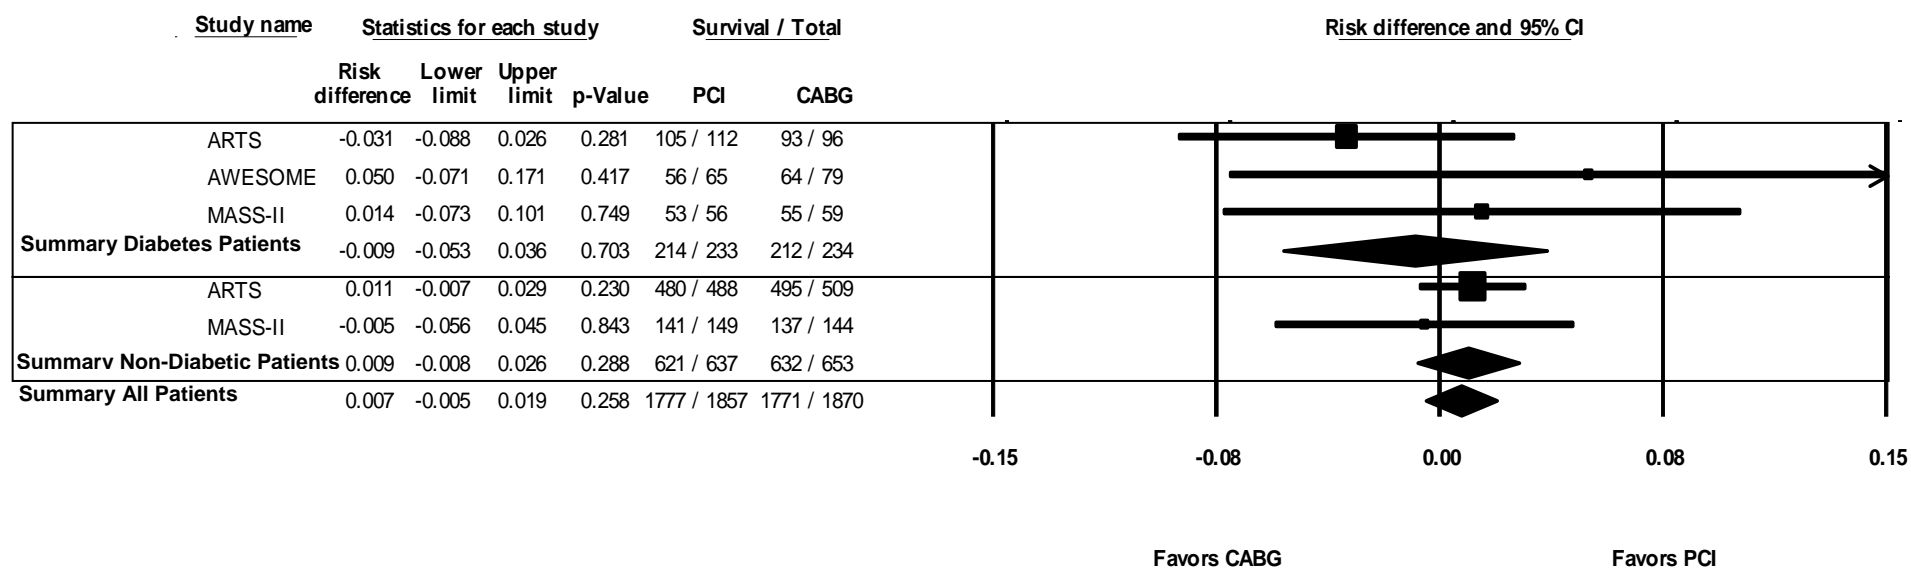 Study name Statistics for each study Survival / Total Risk difference and 95% CI
Risk Lower Upper
difference limit limit p-Value PCI CABG
ARTS -0.031 -0.088 0.026 0.281 105 / 112 93 / 96
AWESOME 0.050 -0.071 0.171 0.417 56 / 65 64 / 79
MASS-II 0.014 -0.073 0.101 0.749 53 / 56 55 / 59
Summary Diabetes Patients -0.009 -0.053 0.036 0.703 214 / 233 212 / 234
ARTS 0.011 -0.007 0.029 0.230 480 / 488 495 / 509
MASS-II -0.005 -0.056 0.045 0.843 141 / 149 137 / 144
Summary Non-Diabetic Patients 0.009 -0.008 0.026 0.288 621 / 637 632 / 653
Summary All Patients 0.007 -0.005 0.019 0.258 1777 / 1857 1771 / 1870
-0.15 -0.08 0.00 0.08 0.15
Favors CABG Favors PCI